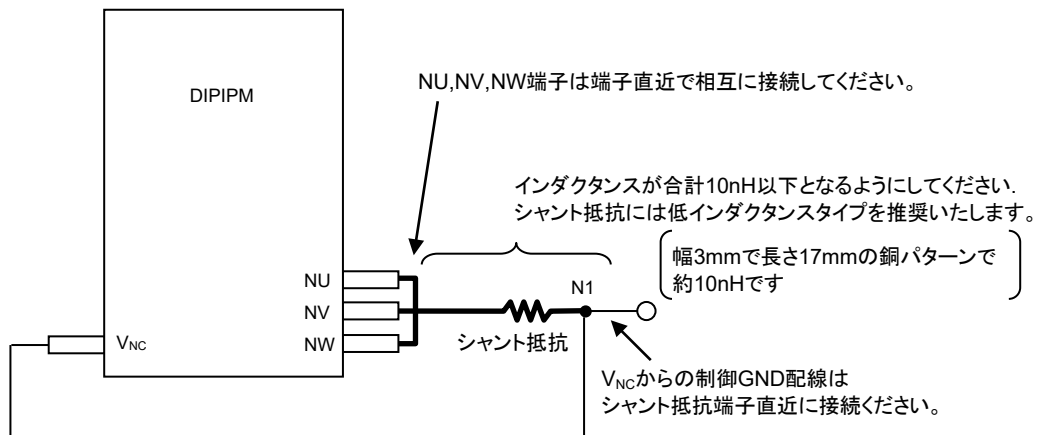 NU,NV,NW端子は端子直近で相互に接続してください。
DIPIPM
インダクタンスが合計10nH以下となるようにしてください.
シャント抵抗には低インダクタンスタイプを推奨いたします。
幅3mmで長さ17mmの銅パターンで
約10nHです
NU
N1
NV
シャント抵抗
VNC
NW
VNCからの制御GND配線は
シャント抵抗端子直近に接続ください。